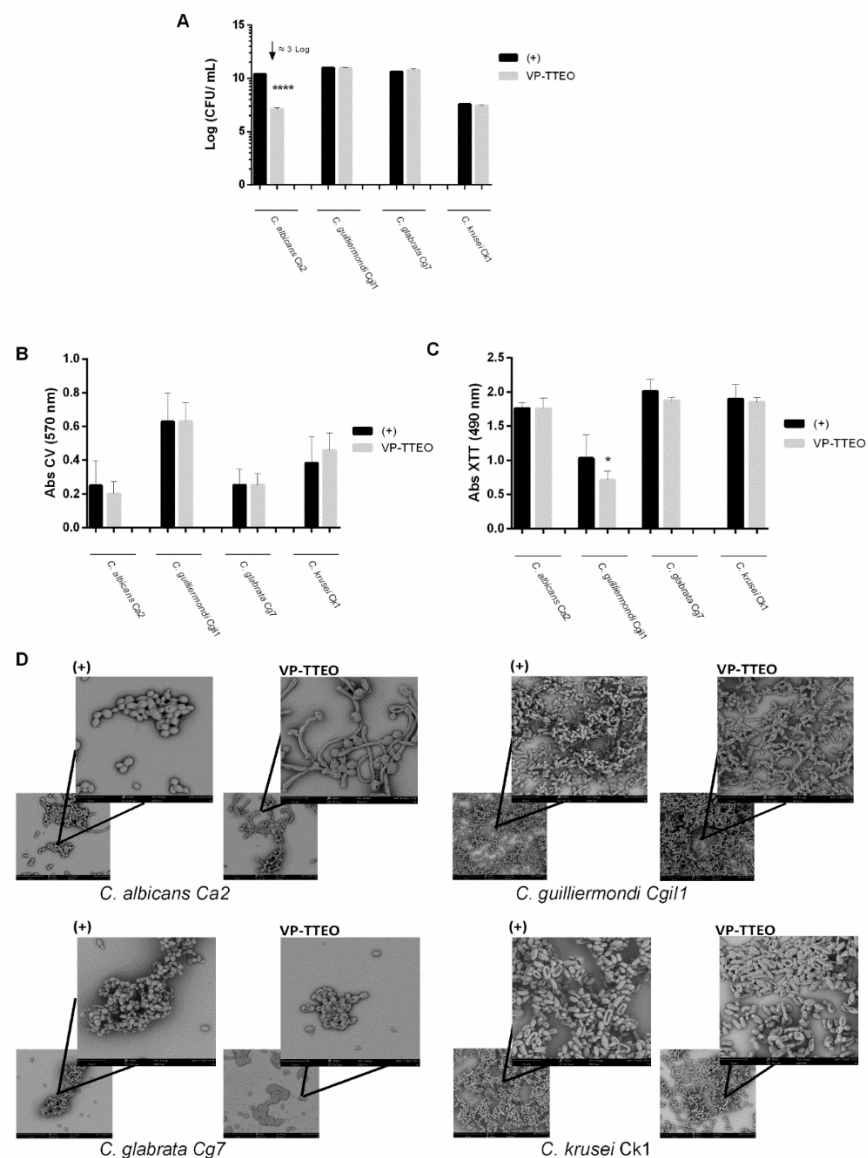 A
≈ 3 Log
****
Log (CFU/ mL)
15
10
5
0
(+)
VP-TTEO
C. albicans Ca2
C. guilliermondi Cgil1
C. glabrata Cg7
C. krusei Ck1
B
Abs CV (570 nm)
1.0
0.8
0.6
0.4
0.2
0.0
(+)
VP-TTEO
C. albicans Ca2
C. guilliermondi Cgil1
C. glabrata Cg7
C. krusei Ck1
C
Abs XTT (490 nm)
2.5
2.0
1.5
1.0
0.5
0.0
*
(+)
VP-TTEO
C. albicans Ca2
C. guilliermondi Cgil1
C. glabrata Cg7
C. krusei Ck1
D
(+)
VP-TTEO
C. albicans Ca2
(+)
VP-TTEO
C. guilliermondi Cgil1
(+)
VP-TTEO
C. glabrata Cg7
(+)
VP-TTEO
C. krusei Ck1